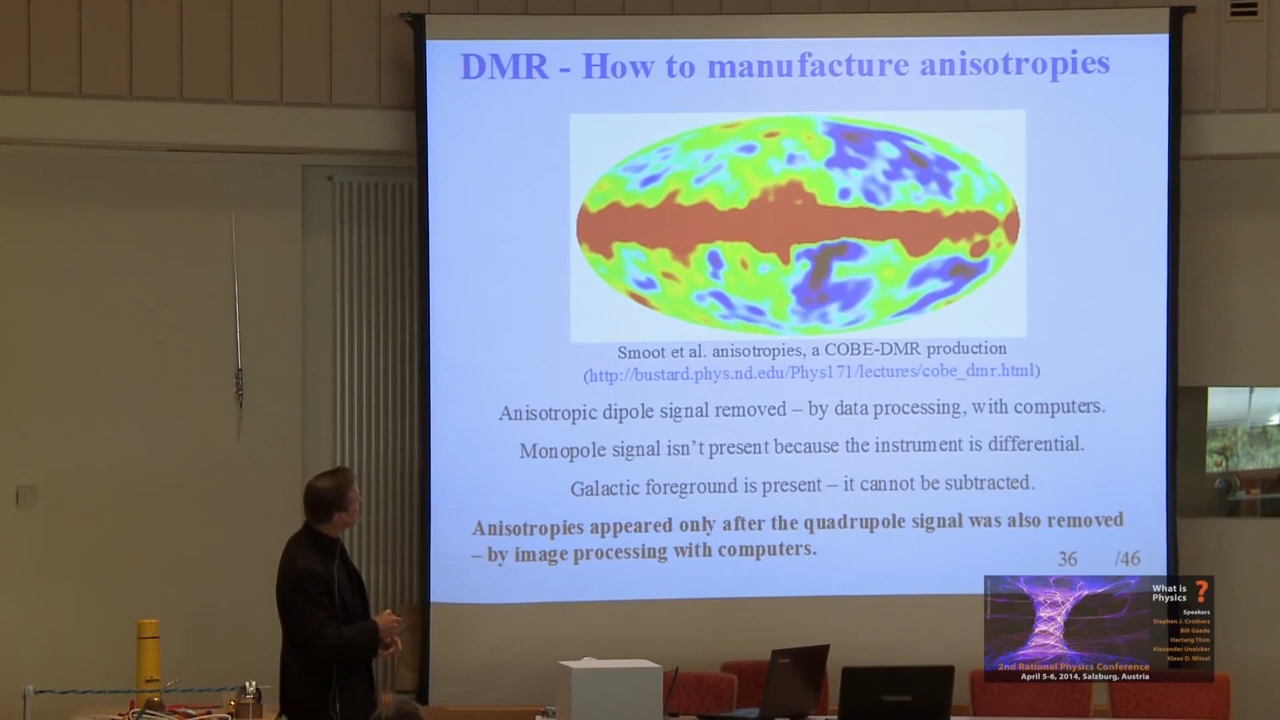 DMR - How to manufacture anisotropies
Smoot et al. anisotropies, a COBE-DMR production
(http://bustard.phys.nd.edu/Phys171/lectures/cobe_dmr.html)
Anisotropic dipole signal removed – by data processing, with computers.
Monopole signal isn't present because the instrument is differential.
Galactic foreground is present – it cannot be subtracted.
Anisotropies appeared only after the quadrupole signal was also removed
– by image processing with computers.
36 /46
What is
Physics ?
Speakers
Stephen J. Crothers
Bill Gaede
Hartwig Thim
Alexander Unzicker
Klaus D. Witzel
2nd Rational Physics Conference
April 5-6, 2014, Salzburg, Austria
TOSHIBA